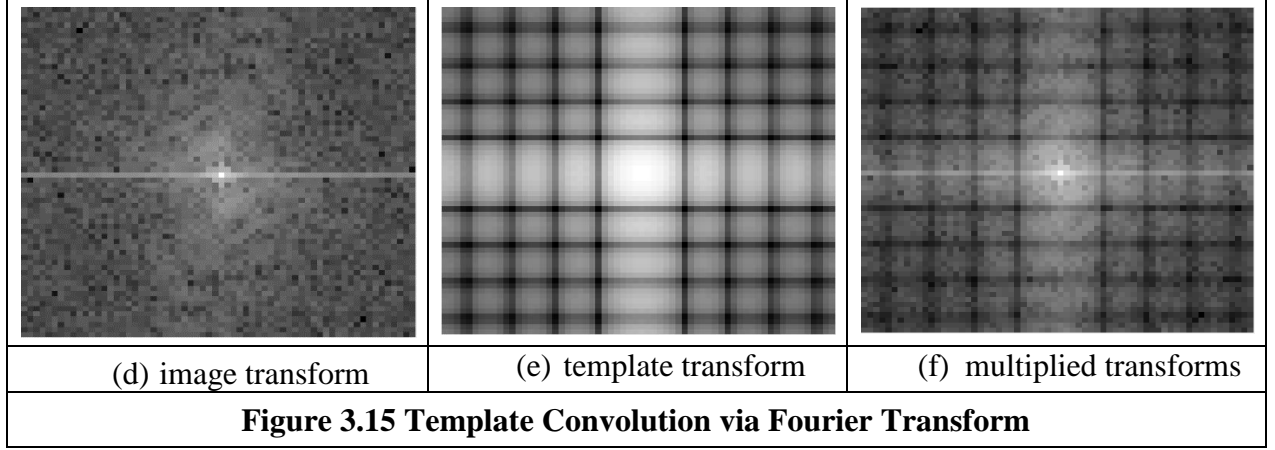 (d) image transform
(e) template transform
(f) multiplied transforms
Figure 3.15 Template Convolution via Fourier Transform